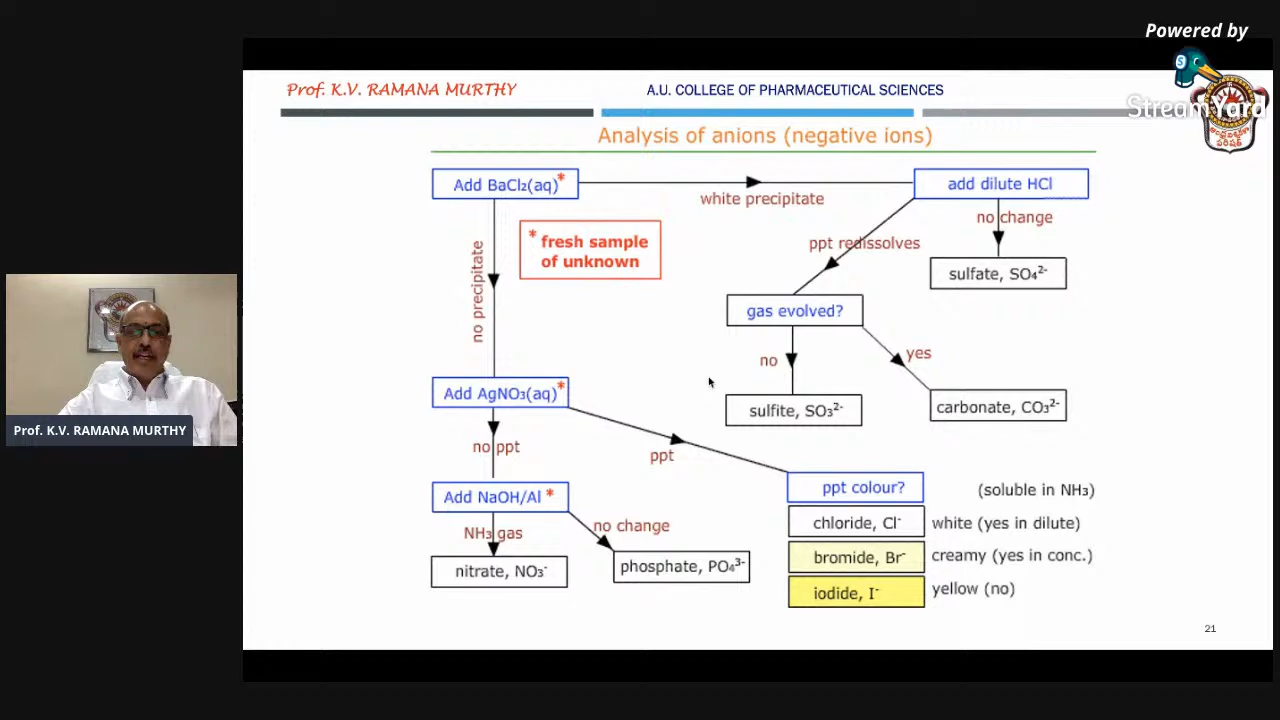 Powered by
StreamYard
Prof. K.V. RAMANA MURTHY
A.U. COLLEGE OF PHARMACEUTICAL SCIENCES
Analysis of anions (negative ions)
Add BaCl₂(aq)*
white precipitate
add dilute HCl
no change
* fresh sample
of unknown
ppt redissolves
no precipitate
sulfate, SO₄²⁻
gas evolved?
no
yes
Add AgNO₃(aq)*
sulfite, SO₃²⁻
carbonate, CO₃²⁻
no ppt
ppt
Add NaOH/Al *
ppt colour?
(soluble in NH₃)
NH₃ gas
no change
chloride, Cl⁻
white (yes in dilute)
nitrate, NO₃⁻
phosphate, PO₄³⁻
bromide, Br⁻
creamy (yes in conc.)
iodide, I⁻
yellow (no)
21
Prof. K.V. RAMANA MURTHY